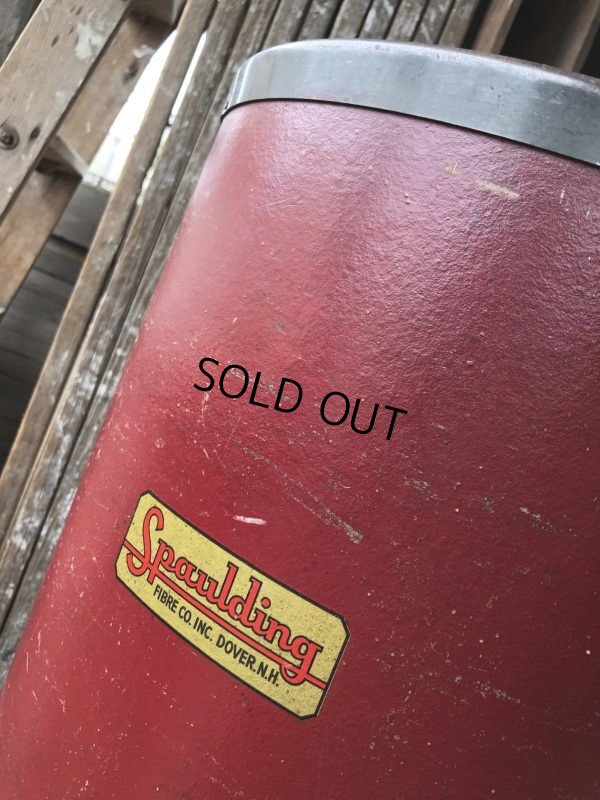 SOLD OUT
Spaulding
FIBRE CO. INC. DOVER, N.H.